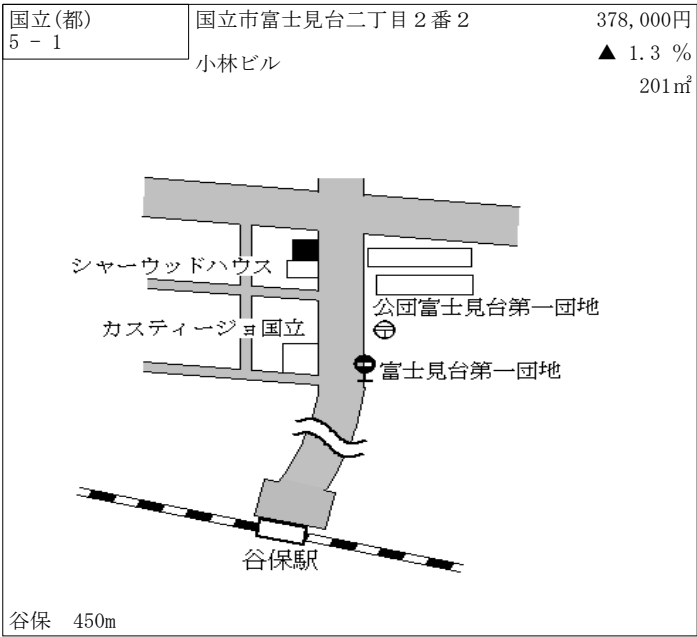 国立(都)
5 - 1
国立市富士見台二丁目２番２
小林ビル
378,000円
▲ 1.3 %
201㎡
シャーウッドハウス
公団富士見台第一団地
カスティージョ国立
富士見台第一団地
谷保駅
谷保 450m